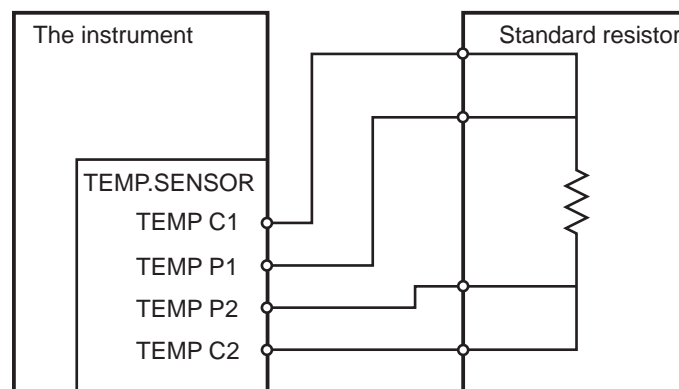 The instrument
Standard resistor
TEMP.SENSOR
TEMP C1
TEMP P1
TEMP P2
TEMP C2